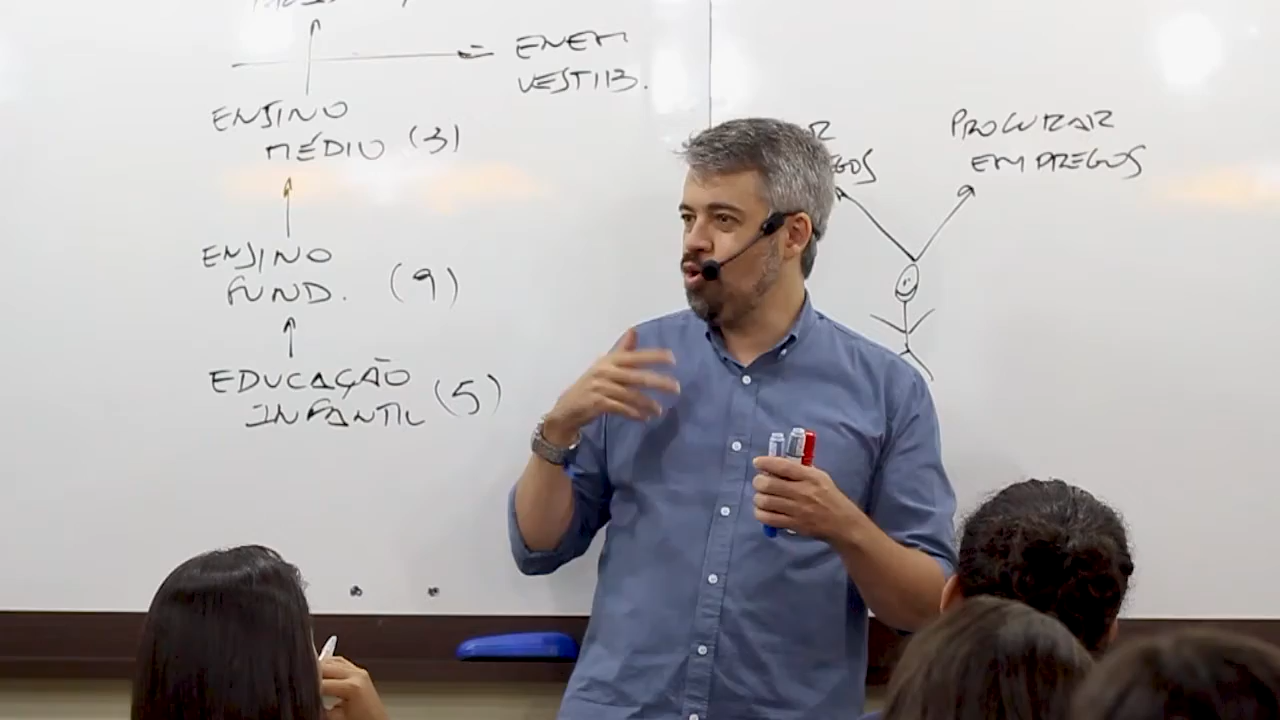 ENEM
VESTIB.
ENSINO
MÉDIO (3)
ENSINO
FUND. (9)
EDUCAÇÃO
INFANTIL (5)
PROCURAR
EMPREGOS